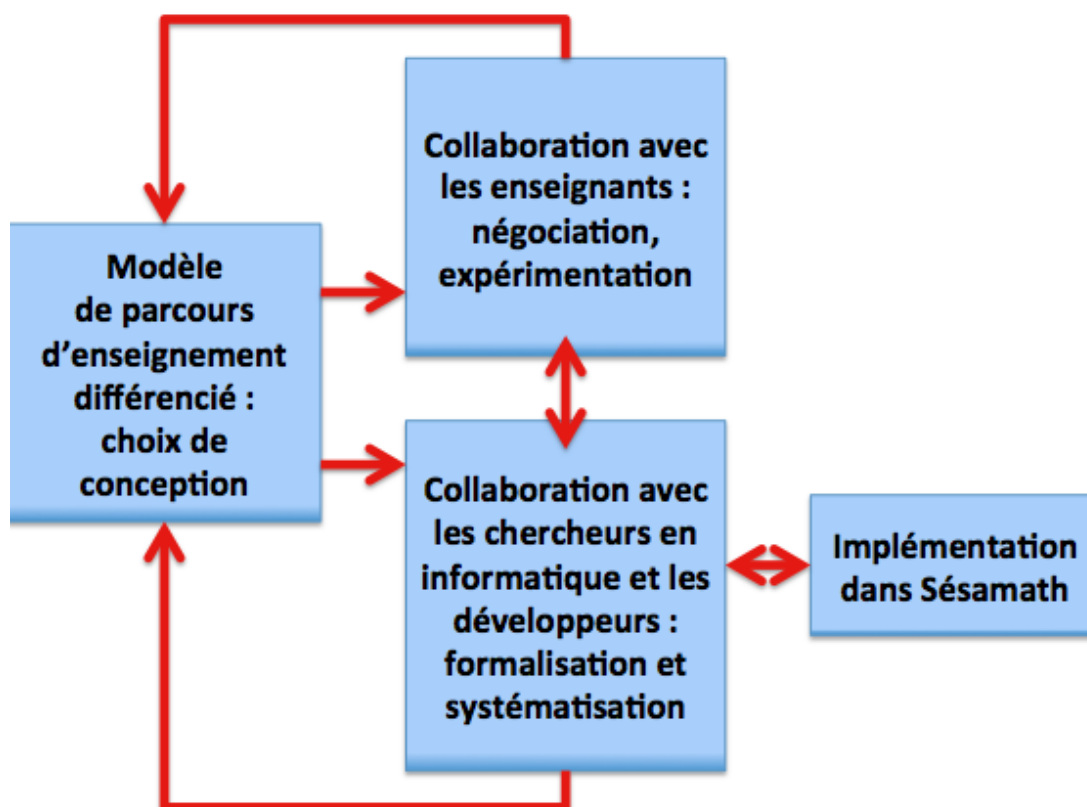 Collaboration avec
les enseignants :
négociation,
expérimentation
Modèle
de parcours
d'enseignement
différencié :
choix de
conception
Collaboration avec
les chercheurs en
informatique et les
développeurs :
formalisation et
systématisation
Implémentation
dans Sésamath